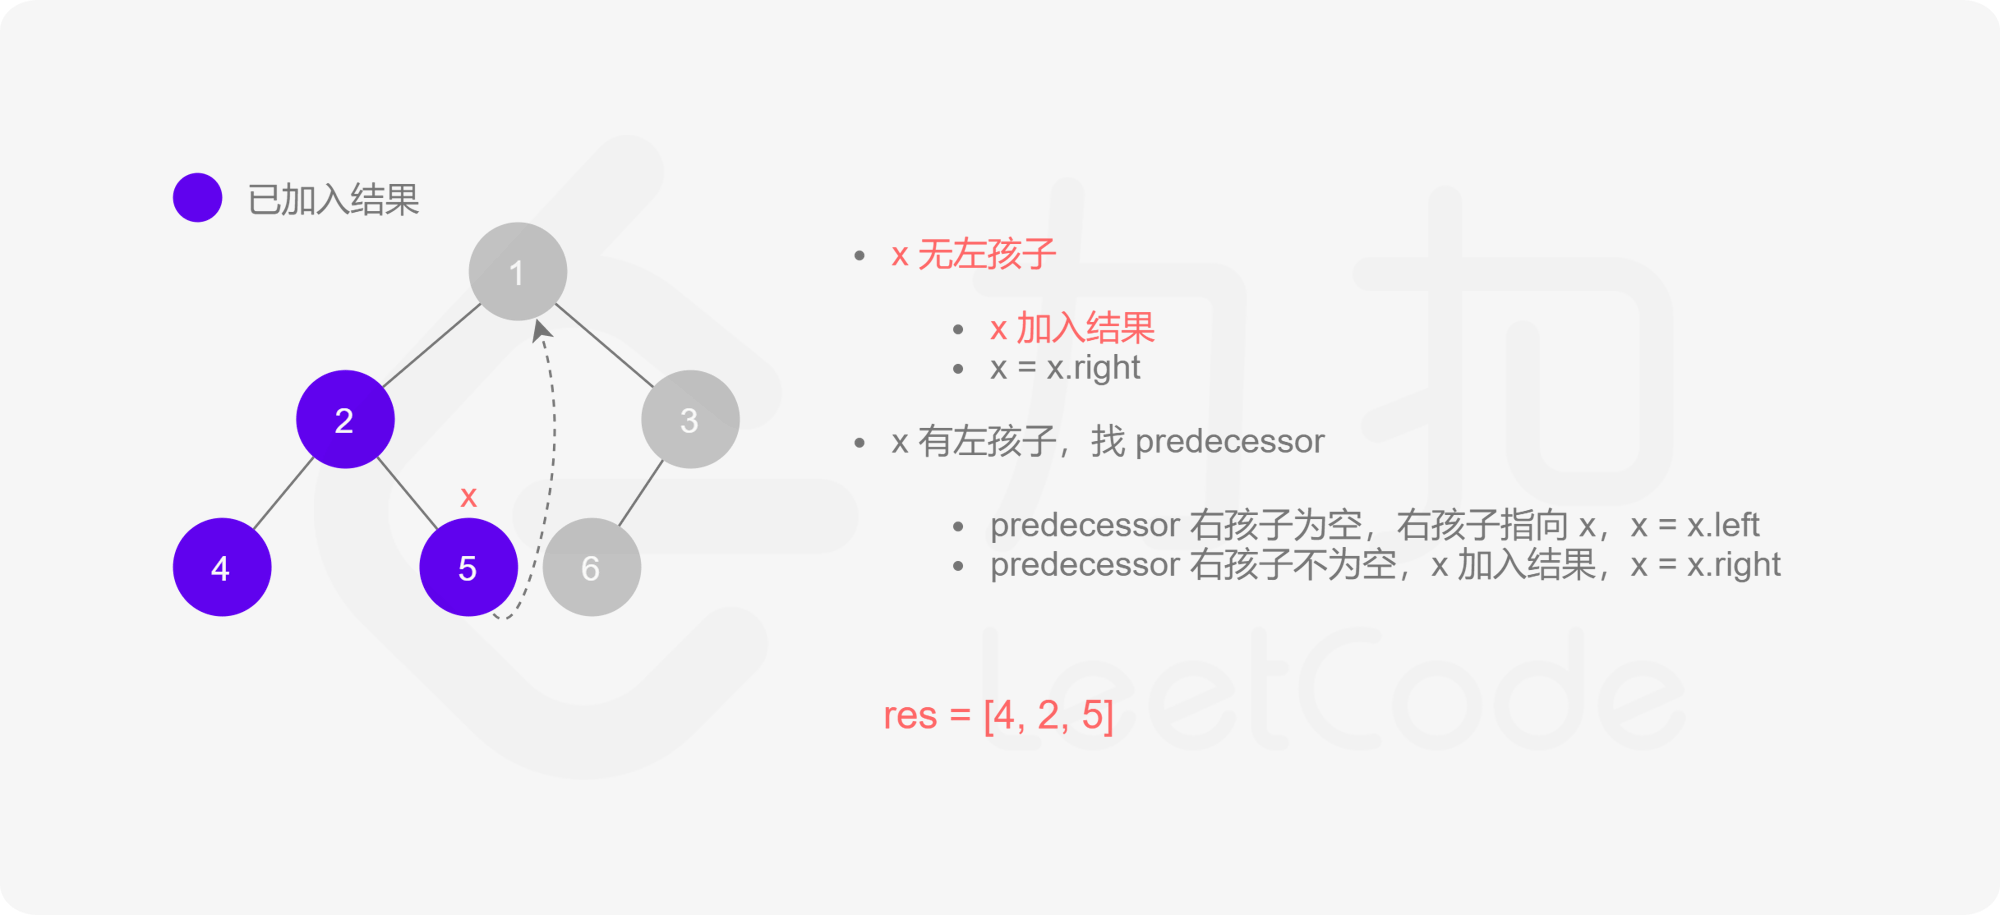 已加入结果
1
2
3
x
4
5
6
x 无左孩子
x 加入结果
x = x.right
x 有左孩子，找 predecessor
predecessor 右孩子为空，右孩子指向 x，x = x.left
predecessor 右孩子不为空，x 加入结果，x = x.right
res = [4, 2, 5]
力扣
LeetCode